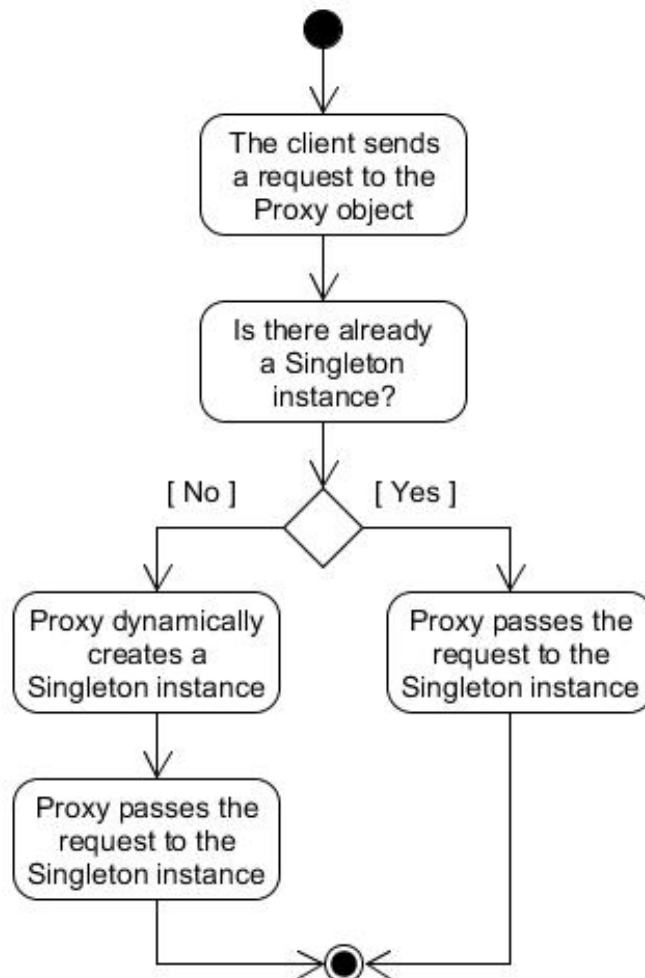 The client sends
a request to the
Proxy object
Is there already
a Singleton
instance?
[ No ]
[ Yes ]
Proxy dynamically
creates a
Singleton instance
Proxy passes the
request to the
Singleton instance
Proxy passes the
request to the
Singleton instance